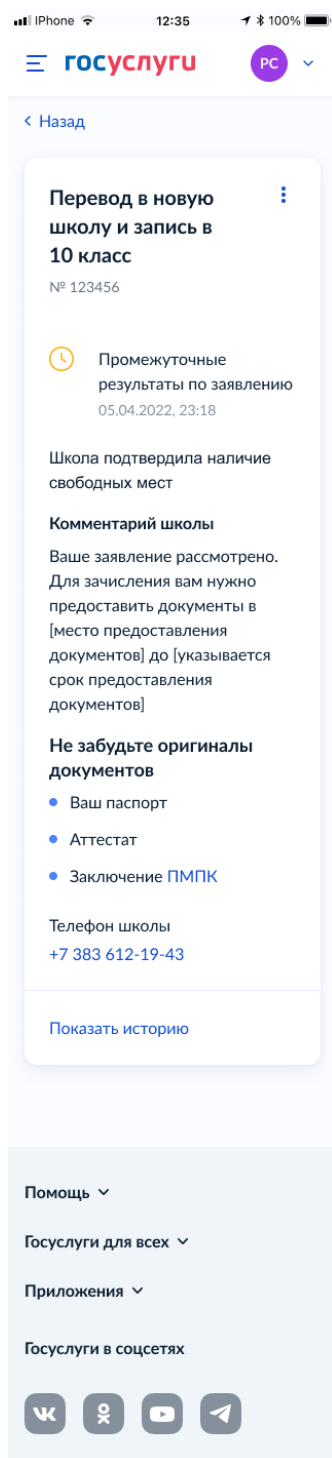 iPhone 12:35 100%
госуслуги РС
Назад
Перевод в новую
школу и запись в
10 класс
№ 123456
Промежуточные
результаты по заявлению
05.04.2022, 23:18
Школа подтвердила наличие
свободных мест
Комментарий школы
Ваше заявление рассмотрено.
Для зачисления вам нужно
предоставить документы в
[место предоставления
документов] до [указывается
срок предоставления
документов]
Не забудьте оригиналы
документов
Ваш паспорт
Аттестат
Заключение ПМПК
Телефон школы
+7 383 612-19-43
Показать историю
Помощь
Госуслуги для всех
Приложения
Госуслуги в соцсетях